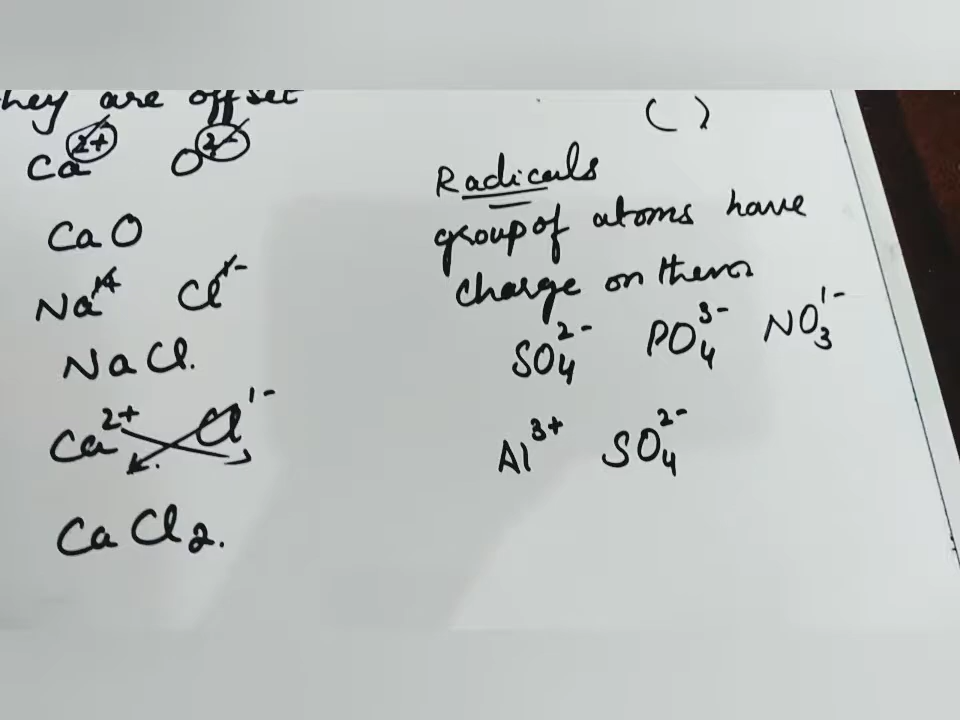 they are offset
Ca²⁺ O²⁻
CaO
Na¹⁺ Cl¹⁻
NaCl.
Ca²⁺ Cl¹⁻
CaCl₂.
( )
Radicals
group of atoms have
charge on them
SO₄²⁻ PO₄³⁻ NO₃¹⁻
Al³⁺ SO₄²⁻